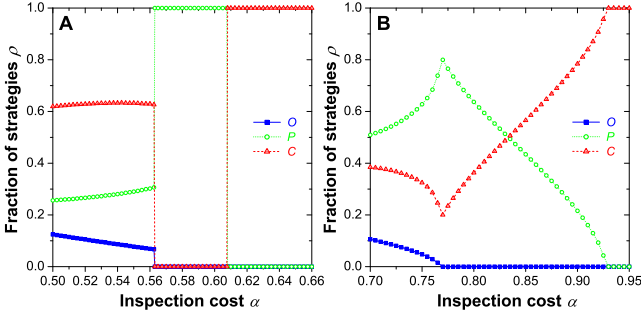 A
B
1.0
0.8
0.6
0.4
0.2
0.0
Fraction of strategies ρ
O
P
C
0.50 0.52 0.54 0.56 0.58 0.60 0.62 0.64 0.66
Inspection cost α
1.0
0.8
0.6
0.4
0.2
0.0
Fraction of strategies ρ
O
P
C
0.70 0.75 0.80 0.85 0.90 0.95
Inspection cost α